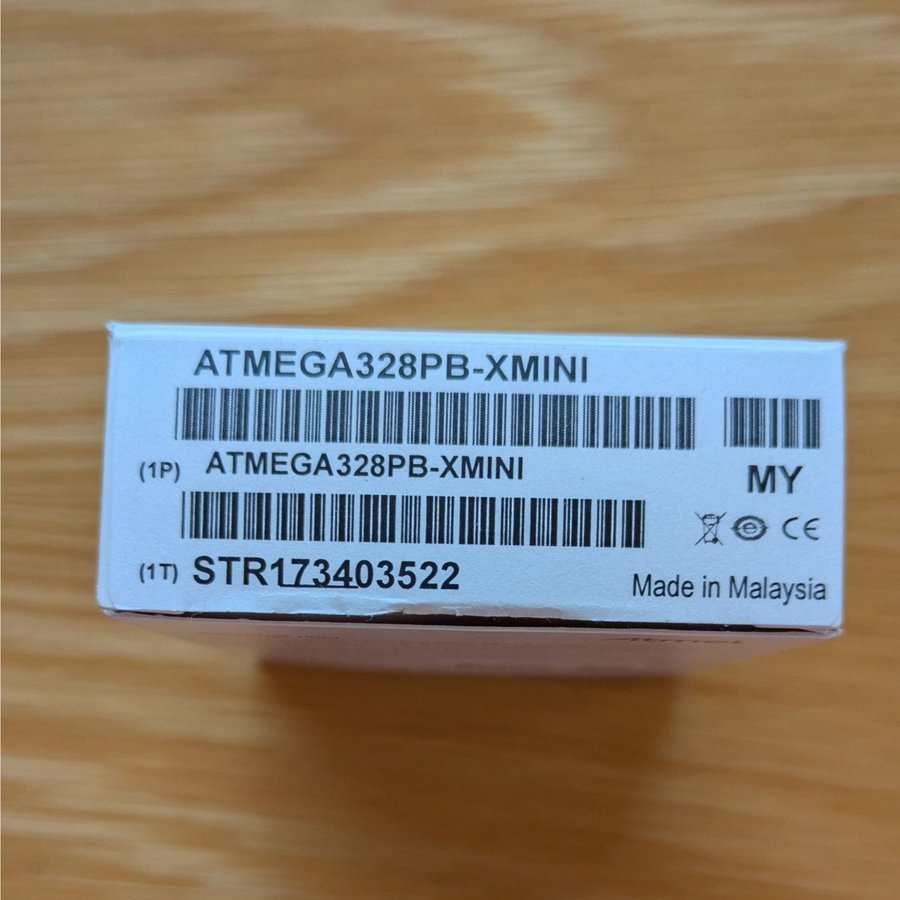 ATMEGA328PB-XMINI
(1P) ATMEGA328PB-XMINI
MY
(1T) STR173403522
CE
Made in Malaysia